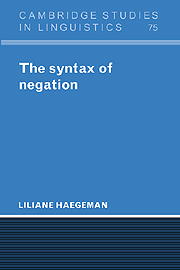 CAMBRIDGE STUDIES
IN LINGUISTICS 75
The syntax of
negation
LILIANE HAEGEMAN